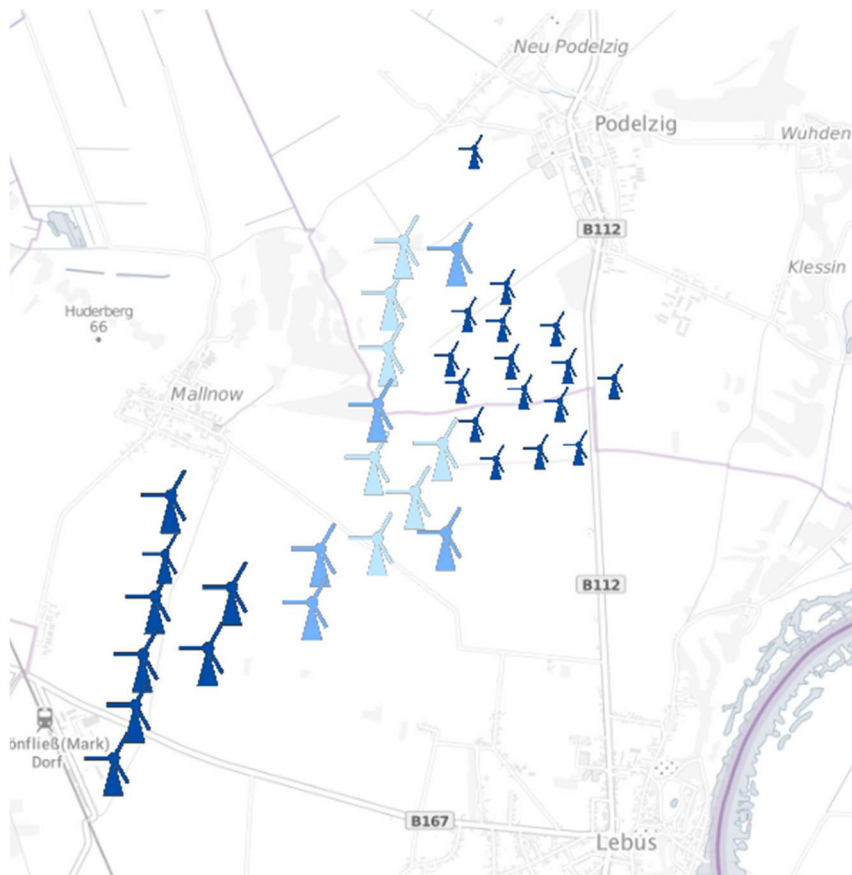 Neu Podelzig
Podelzig
Wuhden
B112
Klessin
Huderberg
66
Mallnow
B112
önfließ(Mark)
Dorf
B167
Lebus